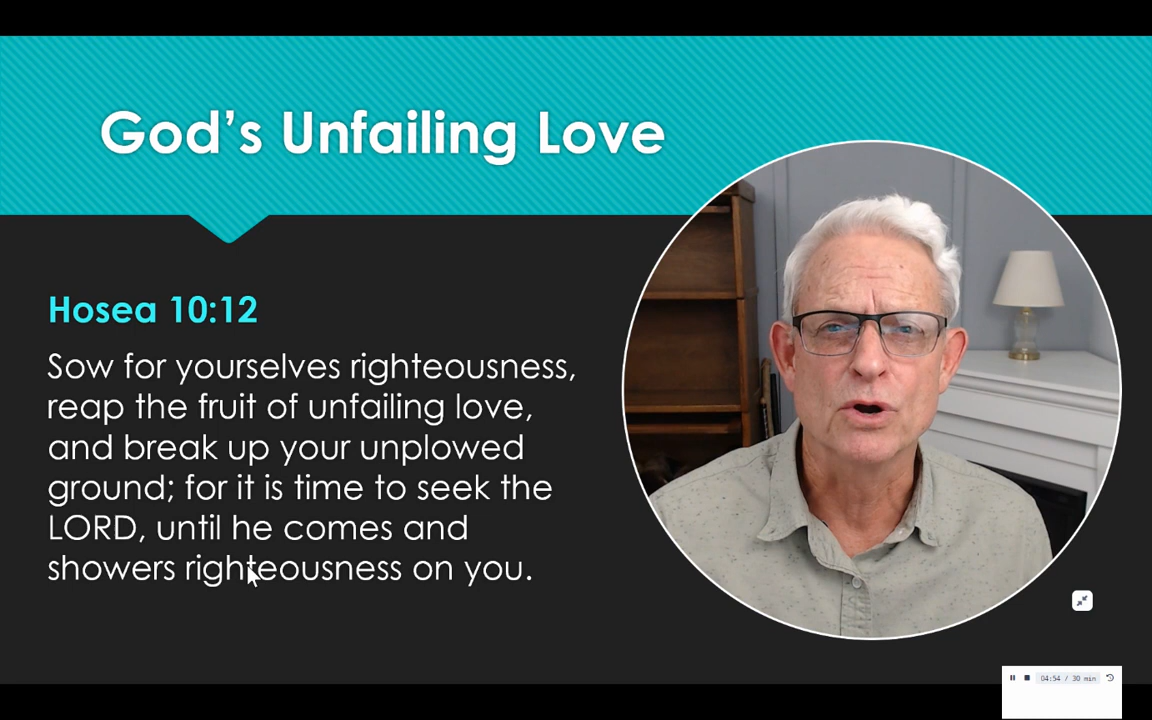 God's Unfailing Love
Hosea 10:12
Sow for yourselves righteousness,
reap the fruit of unfailing love,
and break up your unplowed
ground; for it is time to seek the
LORD, until he comes and
showers righteousness on you.
04:54 / 30 min